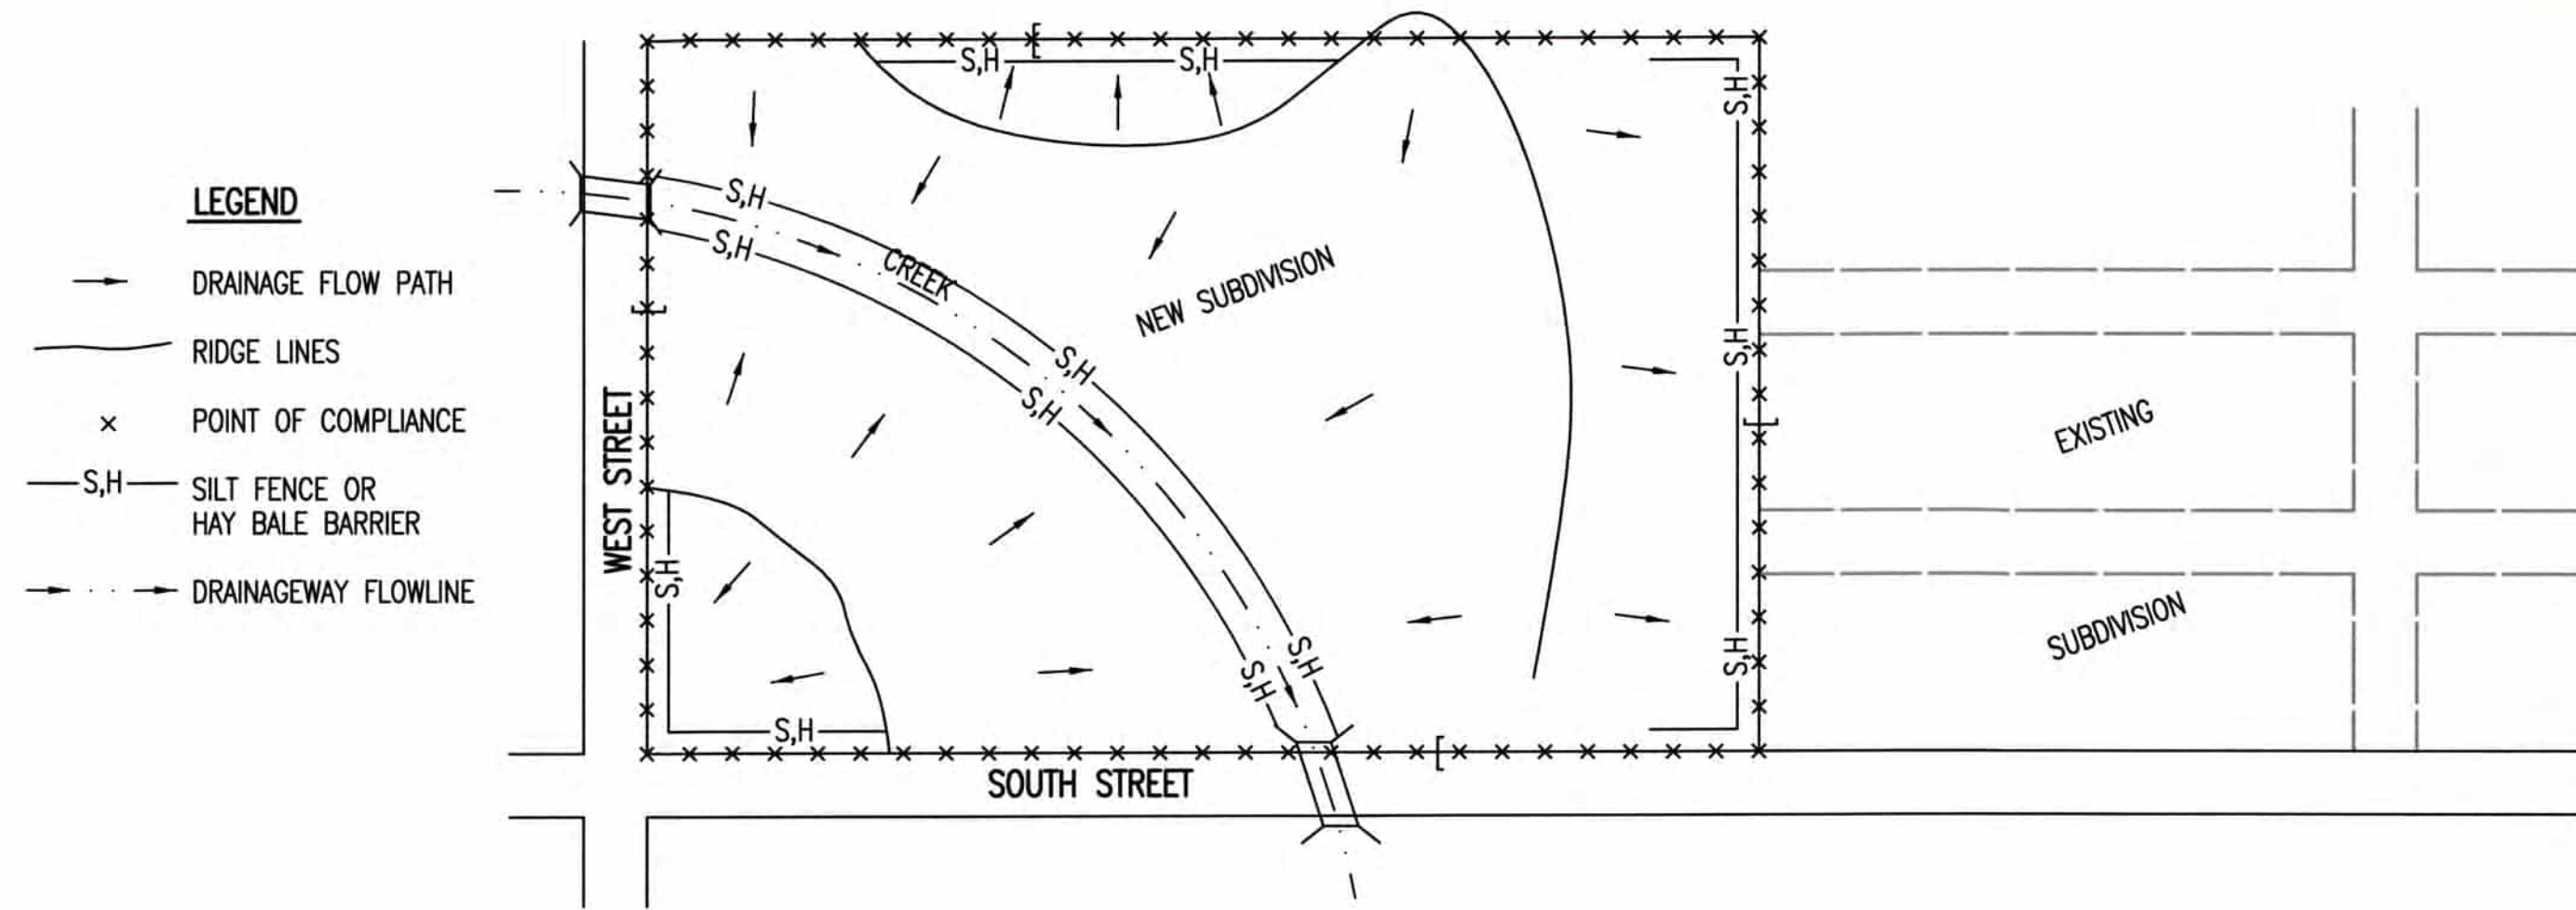 LEGEND
DRAINAGE FLOW PATH
RIDGE LINES
× POINT OF COMPLIANCE
S,H SILT FENCE OR
HAY BALE BARRIER
DRAINAGEWAY FLOWLINE
S,H
S,H
S,H
S,H
S,H
CREEK
NEW SUBDIVISION
S,H
S,H
S,H
WEST STREET
EXISTING
S,H
SUBDIVISION
S,H
S,H
S,H
S,H
SOUTH STREET